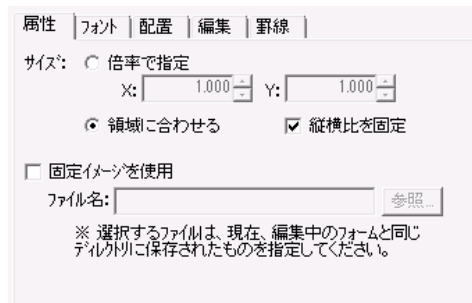 属性 ﾌｫﾝﾄ 配置 編集 罫線
ｻｲｽﾞ: 倍率で指定
X: 1.000 Y: 1.000
領域に合わせる 縦横比を固定
固定ｲﾒｰｼﾞを使用
ﾌｧｲﾙ名: 参照...
※ 選択するﾌｧｲﾙは、現在、編集中のフォームと同じ
ﾃﾞｨﾚｸﾄﾘに保存されたものを指定してください。